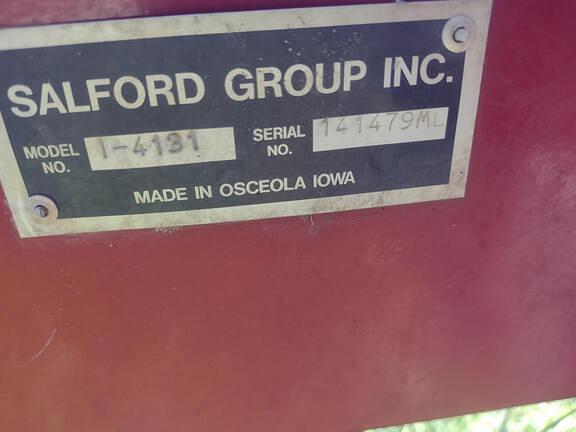 SALFORD GROUP INC.
MODEL NO. I-4131
SERIAL NO. 141479ML
MADE IN OSCEOLA IOWA